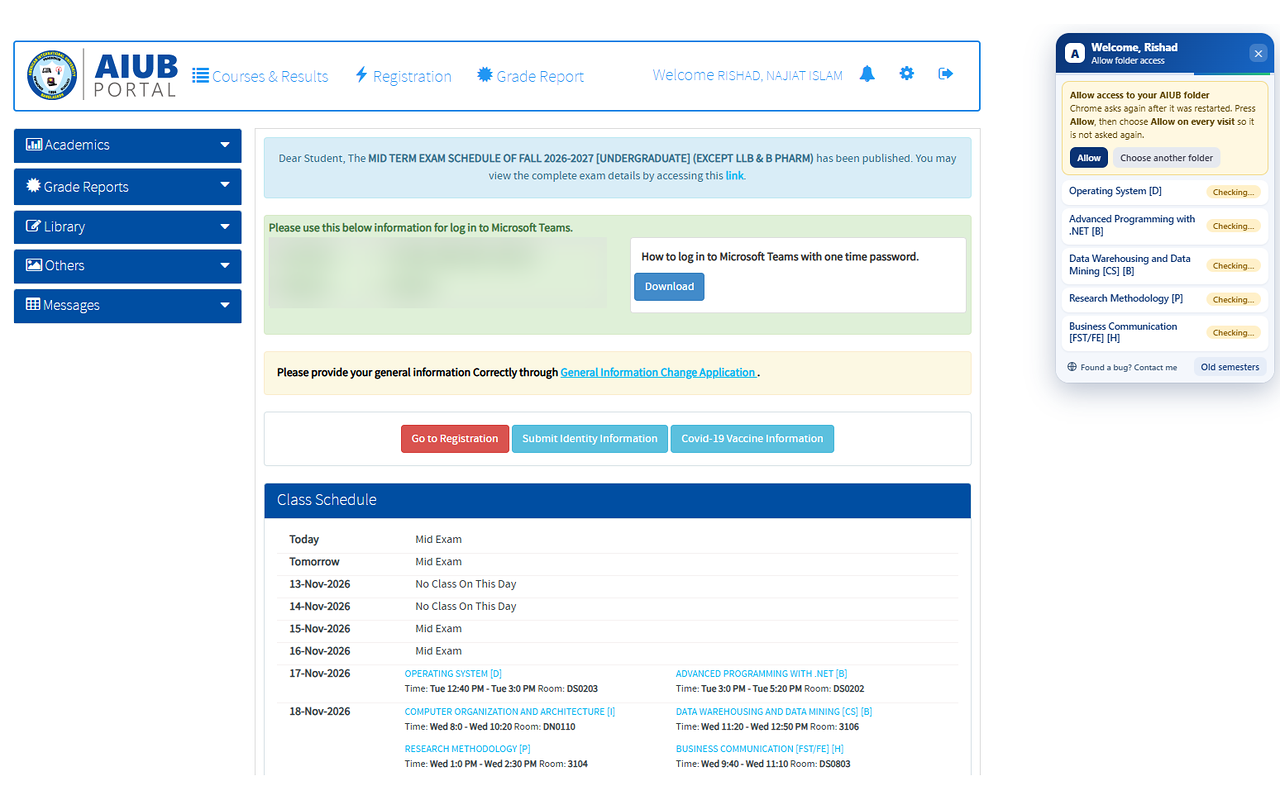 AIUB
PORTAL
Courses & Results
Registration
Grade Report
Welcome RISHAD, NAJIAT ISLAM
Academics
Grade Reports
Library
Others
Messages
Dear Student, The MID TERM EXAM SCHEDULE OF FALL 2026-2027 [UNDERGRADUATE] (EXCEPT LLB & B PHARM) has been published. You may
view the complete exam details by accessing this link.
Please use this below information for log in to Microsoft Teams.
How to log in to Microsoft Teams with one time password.
Download
Please provide your general information Correctly through General Information Change Application .
Go to Registration
Submit Identity Information
Covid-19 Vaccine Information
Class Schedule
Today Mid Exam
Tomorrow Mid Exam
13-Nov-2026 No Class On This Day
14-Nov-2026 No Class On This Day
15-Nov-2026 Mid Exam
16-Nov-2026 Mid Exam
17-Nov-2026 OPERATING SYSTEM [D] ADVANCED PROGRAMMING WITH .NET [B]
Time: Tue 12:40 PM - Tue 3:0 PM Room: DS0203 Time: Tue 3:0 PM - Tue 5:20 PM Room: DS0202
18-Nov-2026 COMPUTER ORGANIZATION AND ARCHITECTURE [I] DATA WAREHOUSING AND DATA MINING [CS] [B]
Time: Wed 8:0 - Wed 10:20 Room: DN0110 Time: Wed 11:20 - Wed 12:50 PM Room: 3106
RESEARCH METHODOLOGY [P] BUSINESS COMMUNICATION [FST/FE] [H]
Time: Wed 1:0 PM - Wed 2:30 PM Room: 3104 Time: Wed 9:40 - Wed 11:10 Room: DS0803
A
Welcome, Rishad
Allow folder access
Allow access to your AIUB folder
Chrome asks again after it was restarted. Press
Allow, then choose Allow on every visit so it
is not asked again.
Allow
Choose another folder
Operating System [D] Checking...
Advanced Programming with
.NET [B] Checking...
Data Warehousing and Data
Mining [CS] [B] Checking...
Research Methodology [P] Checking...
Business Communication
[FST/FE] [H] Checking...
Found a bug? Contact me
Old semesters